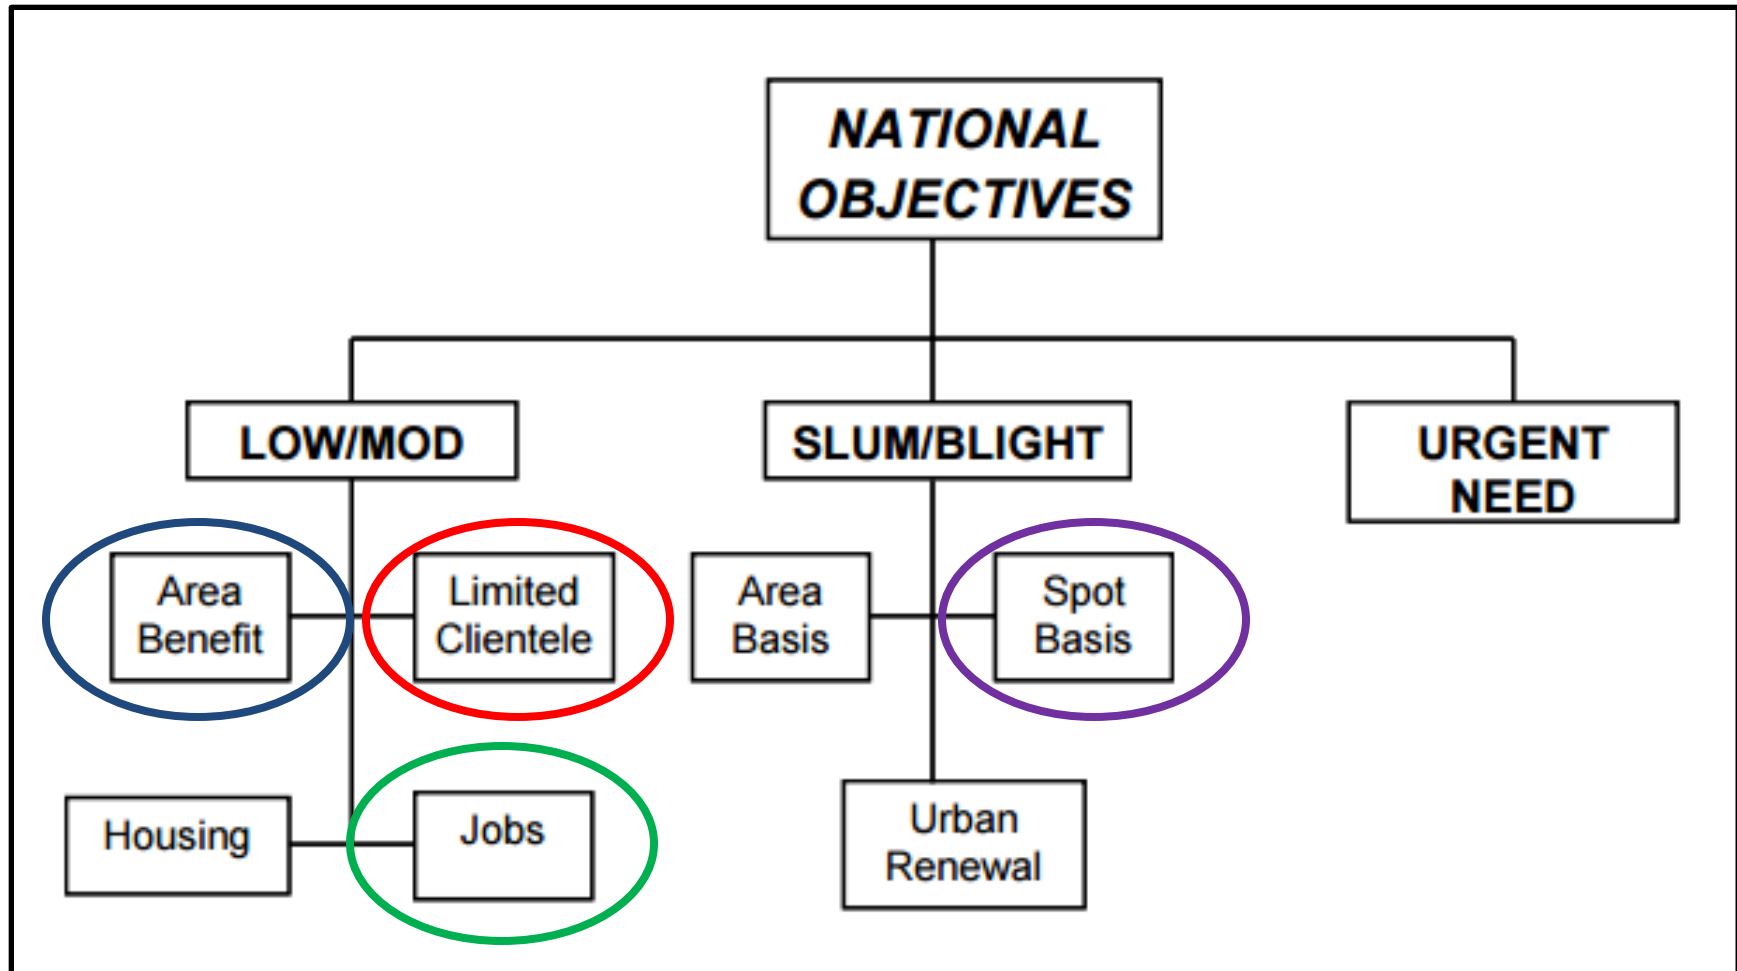 NATIONAL
OBJECTIVES
LOW/MOD
SLUM/BLIGHT
URGENT
NEED
Area
Benefit
Limited
Clientele
Area
Basis
Spot
Basis
Housing
Jobs
Urban
Renewal